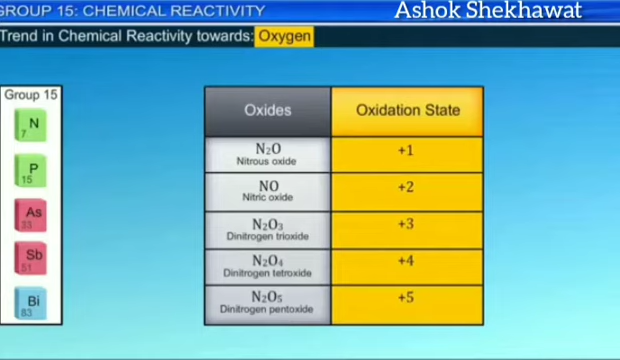 GROUP 15: CHEMICAL REACTIVITY
Ashok Shekhawat
Trend in Chemical Reactivity towards: Oxygen
Group 15
N
7
P
15
As
33
Sb
51
Bi
83
Oxides Oxidation State
N₂O +1
Nitrous oxide
NO +2
Nitric oxide
N₂O₃ +3
Dinitrogen trioxide
N₂O₄ +4
Dinitrogen tetroxide
N₂O₅ +5
Dinitrogen pentoxide